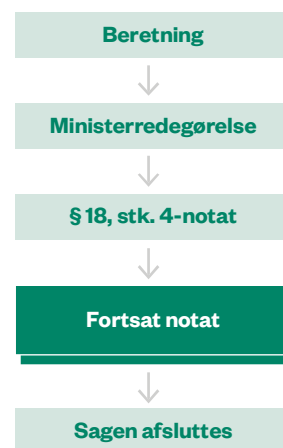 Beretning
Ministerredegørelse
§ 18, stk. 4-notat
Fortsat notat
Sagen afsluttes